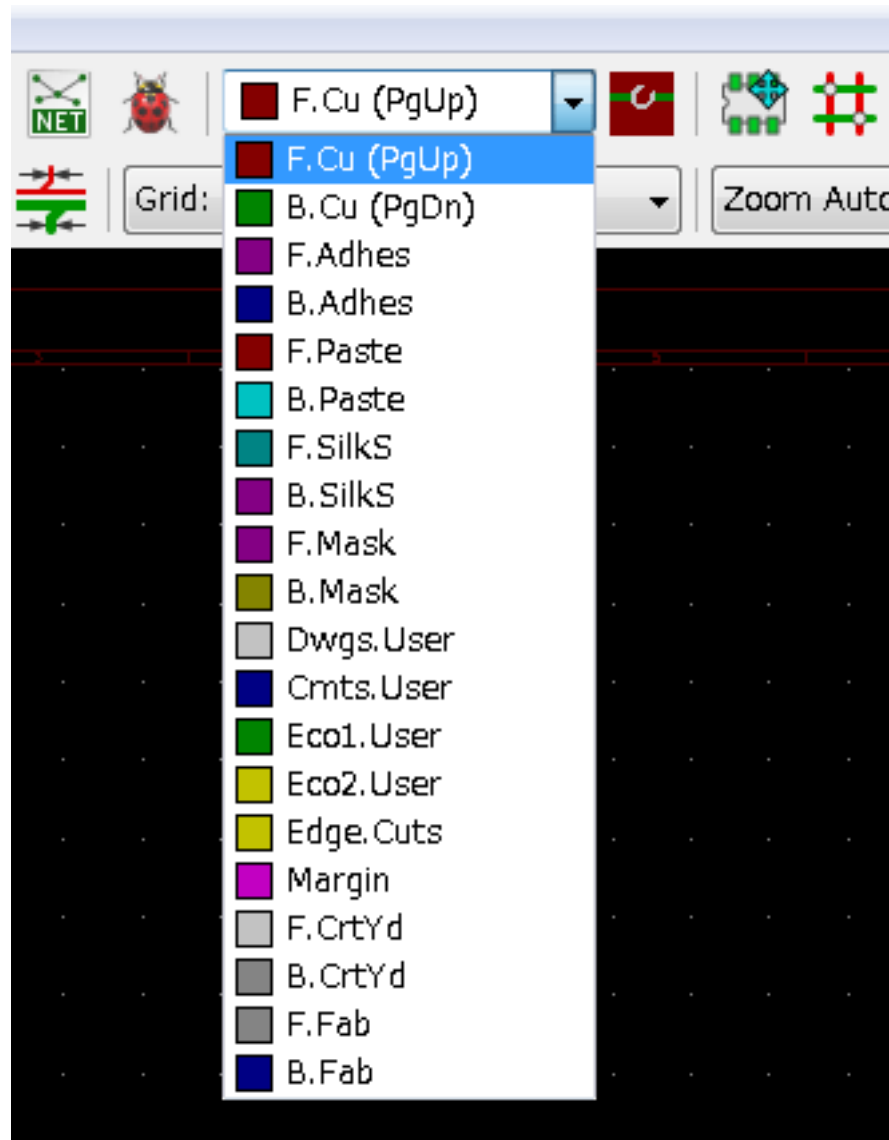 NET
F.Cu (PgUp)
Grid:
Zoom Auto
F.Cu (PgUp)
B.Cu (PgDn)
F.Adhes
B.Adhes
F.Paste
B.Paste
F.SilkS
B.SilkS
F.Mask
B.Mask
Dwgs.User
Cmts.User
Eco1.User
Eco2.User
Edge.Cuts
Margin
F.CrtYd
B.CrtYd
F.Fab
B.Fab